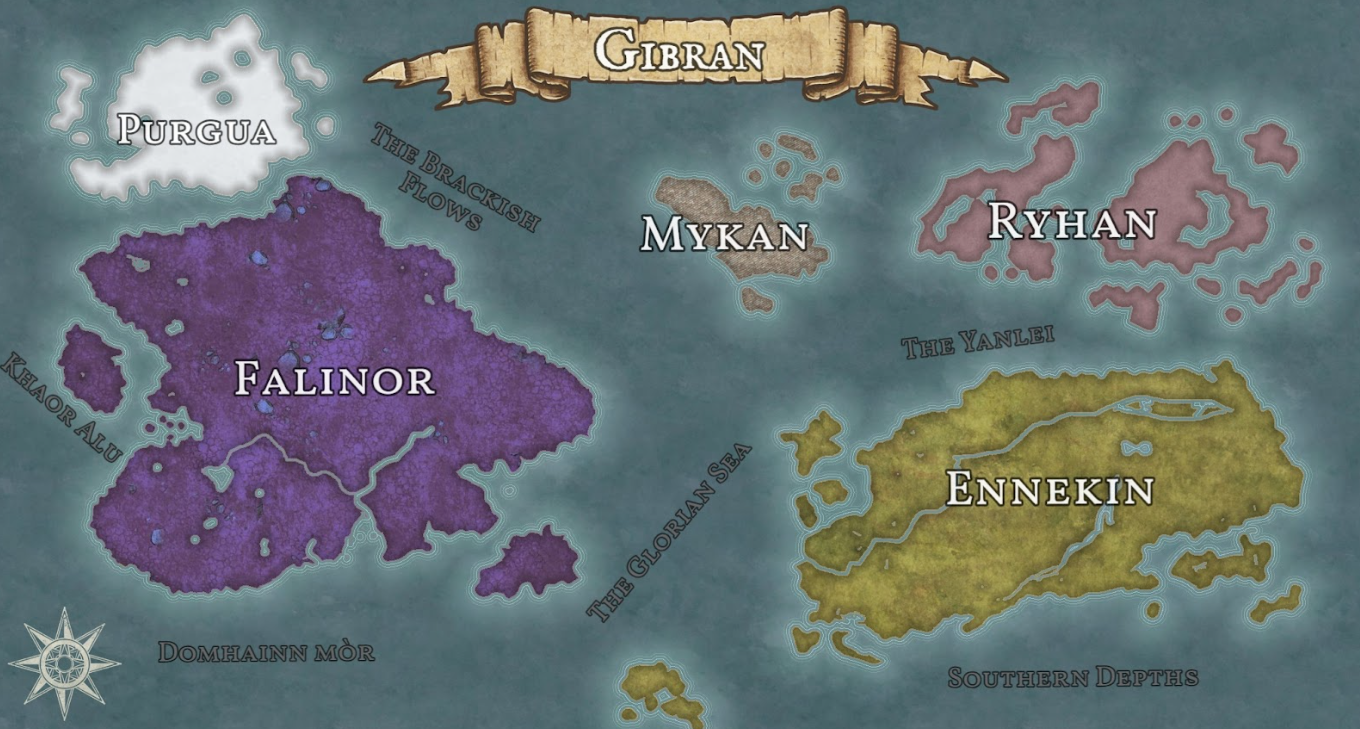 Gibran
Purgua
The Brackish
Flows
Mykan
Ryhan
The Yanlei
Khaor Alu
Falinor
The Glorian Sea
Ennekin
Domhainn mòr
Southern Depths